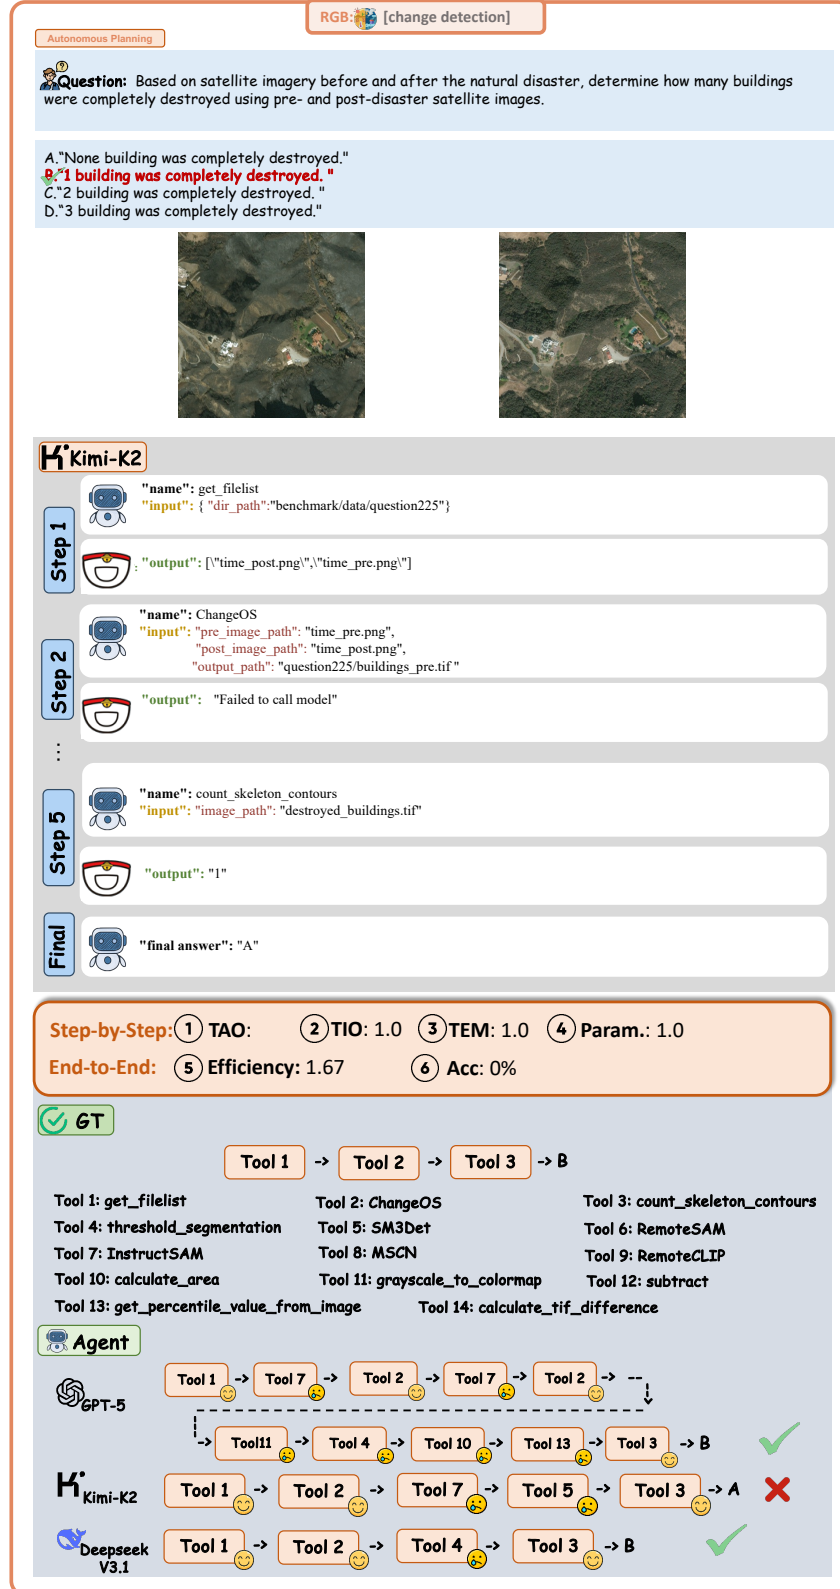 RGB: [change detection]
Autonomous Planning
Question: Based on satellite imagery before and after the natural disaster, determine how many buildings
were completely destroyed using pre- and post-disaster satellite images.
A.“None building was completely destroyed."
B.“1 building was completely destroyed. "
C.“2 building was completely destroyed. "
D.“3 building was completely destroyed."
Kimi-K2
Step 1
"name": get_filelist
"input": { "dir_path":"benchmark/data/question225"}
: "output": [\"time_post.png\",\"time_pre.png\"]
Step 2
"name": ChangeOS
"input": "pre_image_path": "time_pre.png",
"post_image_path": "time_post.png",
"output_path": "question225/buildings_pre.tif "
"output": "Failed to call model"
...
Step 5
"name": count_skeleton_contours
"input": "image_path": "destroyed_buildings.tif"
"output": "1"
Final
"final answer": "A"
Step-by-Step: 1 TAO: 2 TIO: 1.0 3 TEM: 1.0 4 Param.: 1.0
End-to-End: 5 Efficiency: 1.67 6 Acc: 0%
GT
Tool 1 -> Tool 2 -> Tool 3 -> B
Tool 1: get_filelist Tool 2: ChangeOS Tool 3: count_skeleton_contours
Tool 4: threshold_segmentation Tool 5: SM3Det Tool 6: RemoteSAM
Tool 7: InstructSAM Tool 8: MSCN Tool 9: RemoteCLIP
Tool 10: calculate_area Tool 11: grayscale_to_colormap Tool 12: subtract
Tool 13: get_percentile_value_from_image Tool 14: calculate_tif_difference
Agent
GPT-5 Tool 1 -> Tool 7 -> Tool 2 -> Tool 7 -> Tool 2 -> --
-> Tool11 -> Tool 4 -> Tool 10 -> Tool 13 -> Tool 3 -> B
Kimi-K2 Tool 1 -> Tool 2 -> Tool 7 -> Tool 5 -> Tool 3 -> A
Deepseek V3.1 Tool 1 -> Tool 2 -> Tool 4 -> Tool 3 -> B